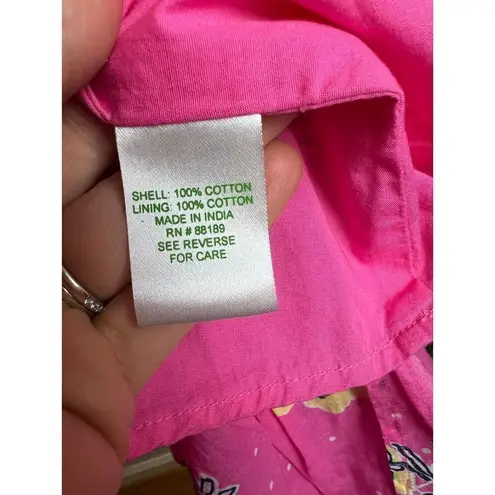 SHELL: 100% COTTON
LINING: 100% COTTON
MADE IN INDIA
RN # 88189
SEE REVERSE
FOR CARE